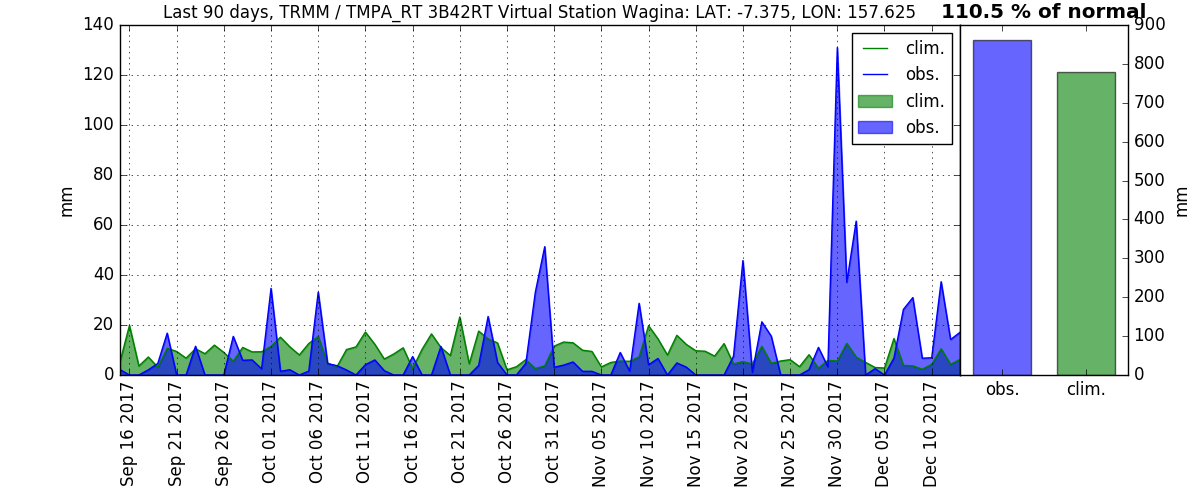 Last 90 days, TRMM / TMPA_RT 3B42RT Virtual Station Wagina: LAT: -7.375, LON: 157.625
110.5 % of normal
140
120
100
80
60
40
20
0
mm
clim.
obs.
clim.
obs.
900
800
700
600
500
400
300
200
100
0
mm
Sep 16 2017
Sep 21 2017
Sep 26 2017
Oct 01 2017
Oct 06 2017
Oct 11 2017
Oct 16 2017
Oct 21 2017
Oct 26 2017
Oct 31 2017
Nov 05 2017
Nov 10 2017
Nov 15 2017
Nov 20 2017
Nov 25 2017
Nov 30 2017
Dec 05 2017
Dec 10 2017
obs.
clim.